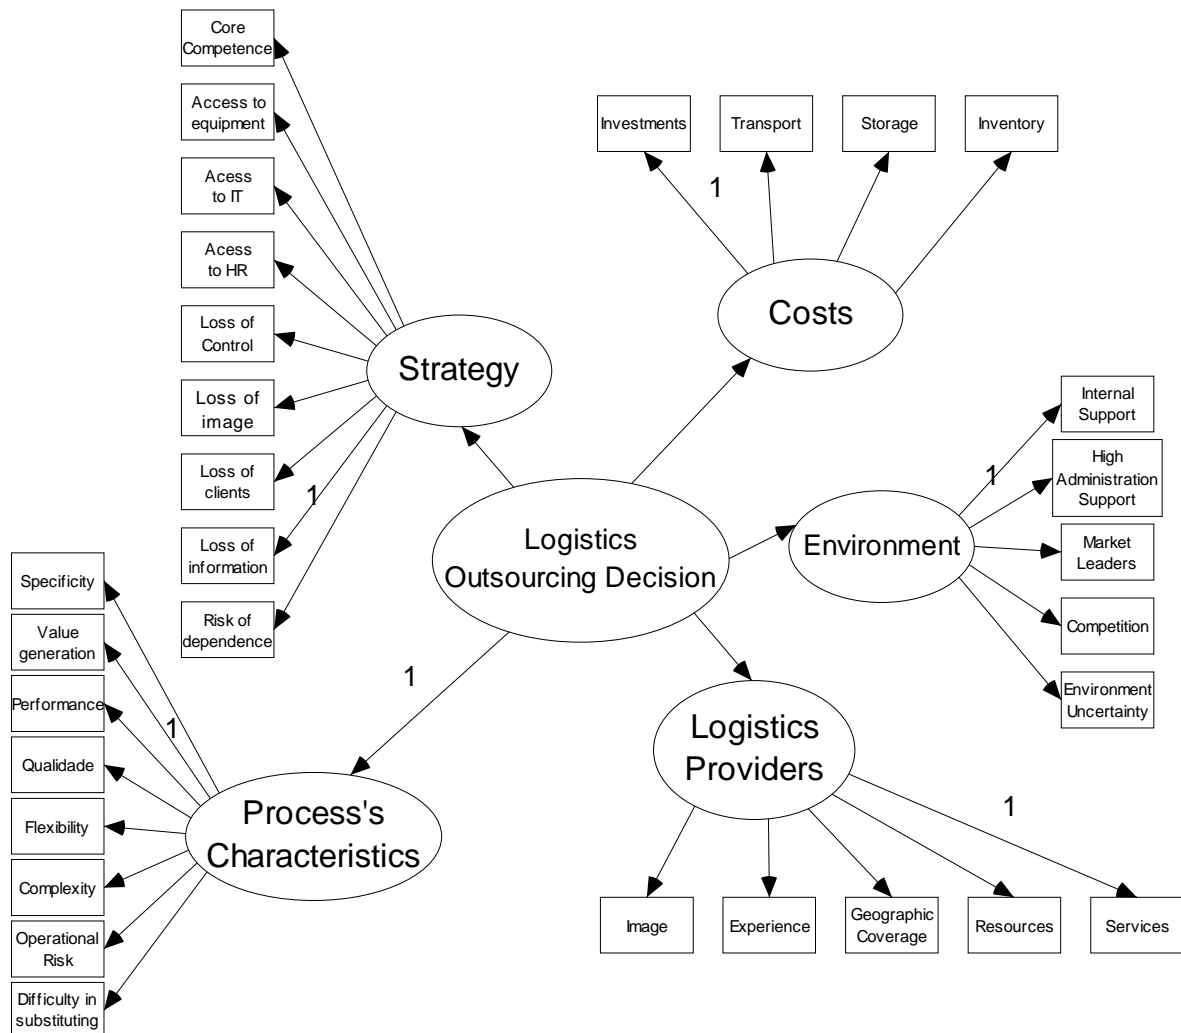 Core
Competence
Access to
equipment
Acess
to IT
Acess
to HR
Loss of
Control
Loss of
image
Loss of
clients
Loss of
information
Risk of
dependence
1
Strategy
Investments
Transport
Storage
Inventory
1
Costs
Internal
Support
High
Administration
Support
Market
Leaders
Competition
Environment
Uncertainty
1
Environment
Logistics
Outsourcing Decision
1
Specificity
Value
generation
Performance
Qualidade
Flexibility
Complexity
Operational
Risk
Difficulty in
substituting
1
Process's
Characteristics
Logistics
Providers
1
Image
Experience
Geographic
Coverage
Resources
Services